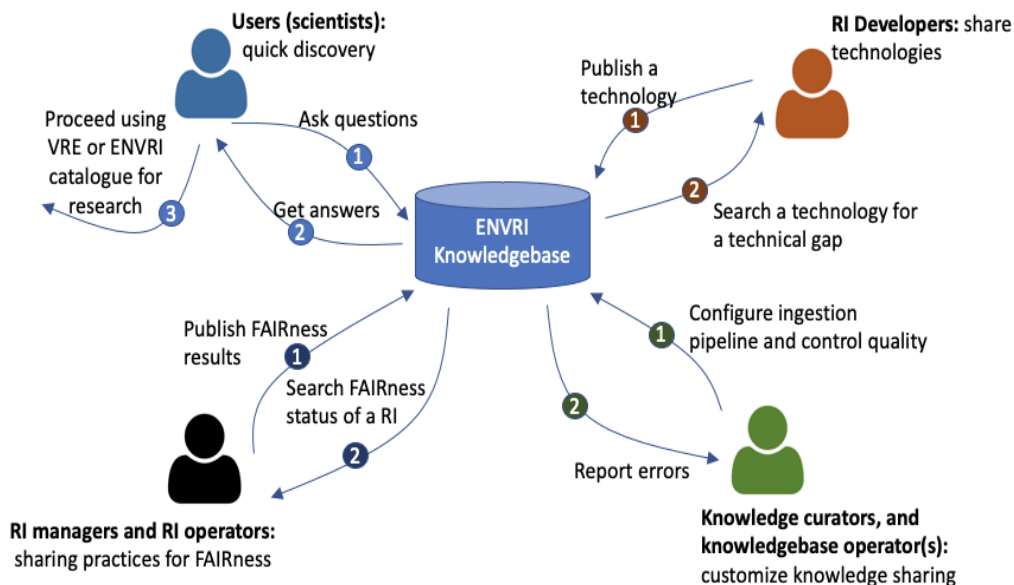 Users (scientists):
quick discovery
RI Developers: share
technologies
Publish a
technology
1
Proceed using
VRE or ENVRI
catalogue for
research
3
Ask questions
1
Get answers
2
2
Search a technology for
a technical gap
ENVRI
Knowledgebase
Publish FAIRness
results
1
Search FAIRness
status of a RI
2
Configure ingestion
pipeline and control quality
1
2
Report errors
RI managers and RI operators:
sharing practices for FAIRness
Knowledge curators, and
knowledgebase operator(s):
customize knowledge sharing